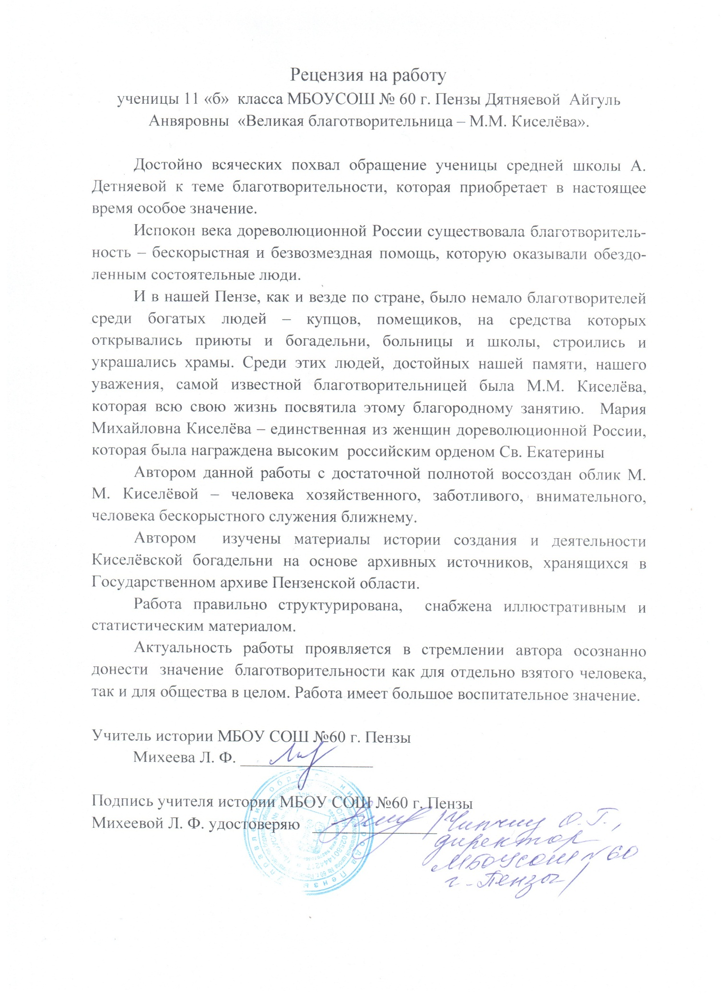 Рецензия на работу
ученицы 11 «б» класса МБОУСОШ № 60 г. Пензы Дятняевой Айгуль
Анвяровны «Великая благотворительница – М.М. Киселёва».
Достойно всяческих похвал обращение ученицы средней школы А.
Детняевой к теме благотворительности, которая приобретает в настоящее
время особое значение.
Испокон века дореволюционной России существовала благотворитель-
ность – бескорыстная и безвозмездная помощь, которую оказывали обездо-
ленным состоятельные люди.
И в нашей Пензе, как и везде по стране, было немало благотворителей
среди богатых людей – купцов, помещиков, на средства которых
открывались приюты и богадельни, больницы и школы, строились и
украшались храмы. Среди этих людей, достойных нашей памяти, нашего
уважения, самой известной благотворительницей была М.М. Киселёва,
которая всю свою жизнь посвятила этому благородному занятию. Мария
Михайловна Киселёва – единственная из женщин дореволюционной России,
которая была награждена высоким российским орденом Св. Екатерины
Автором данной работы с достаточной полнотой воссоздан облик М.
М. Киселёвой – человека хозяйственного, заботливого, внимательного,
человека бескорыстного служения ближнему.
Автором изучены материалы истории создания и деятельности
Киселёвской богадельни на основе архивных источников, хранящихся в
Государственном архиве Пензенской области.
Работа правильно структурирована, снабжена иллюстративным и
статистическим материалом.
Актуальность работы проявляется в стремлении автора осознанно
донести значение благотворительности как для отдельно взятого человека,
так и для общества в целом. Работа имеет большое воспитательное значение.
Учитель истории МБОУ СОШ №60 г. Пензы
Михеева Л. Ф.
Подпись учителя истории МБОУ СОШ №60 г. Пензы
Михеевой Л. Ф. удостоверяю
О.Г.,
директор
МБОУСОШ №60
г. Пензы/
города Пензы